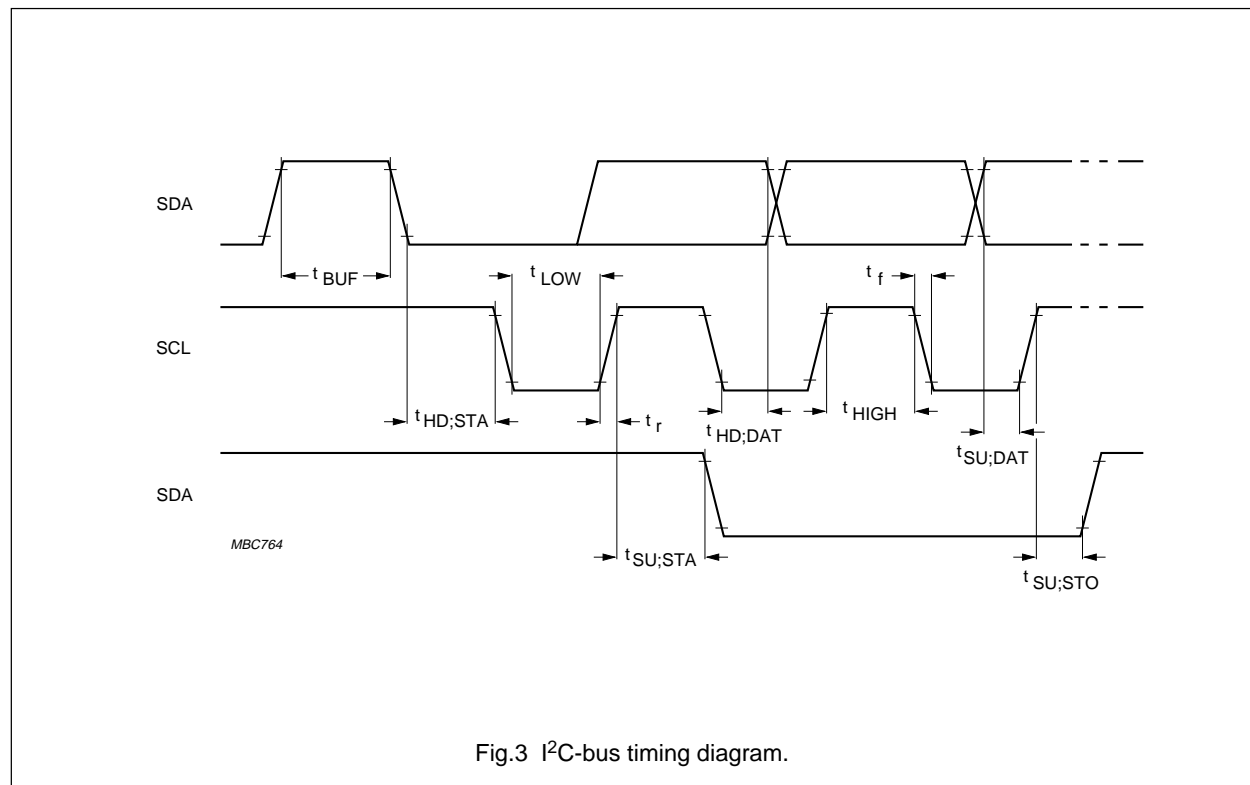 SDA
t BUF
t LOW
t f
SCL
t HD;STA
t r
t HD;DAT
t HIGH
t SU;DAT
SDA
MBC764
t SU;STA
t SU;STO
Fig.3 I2C-bus timing diagram.